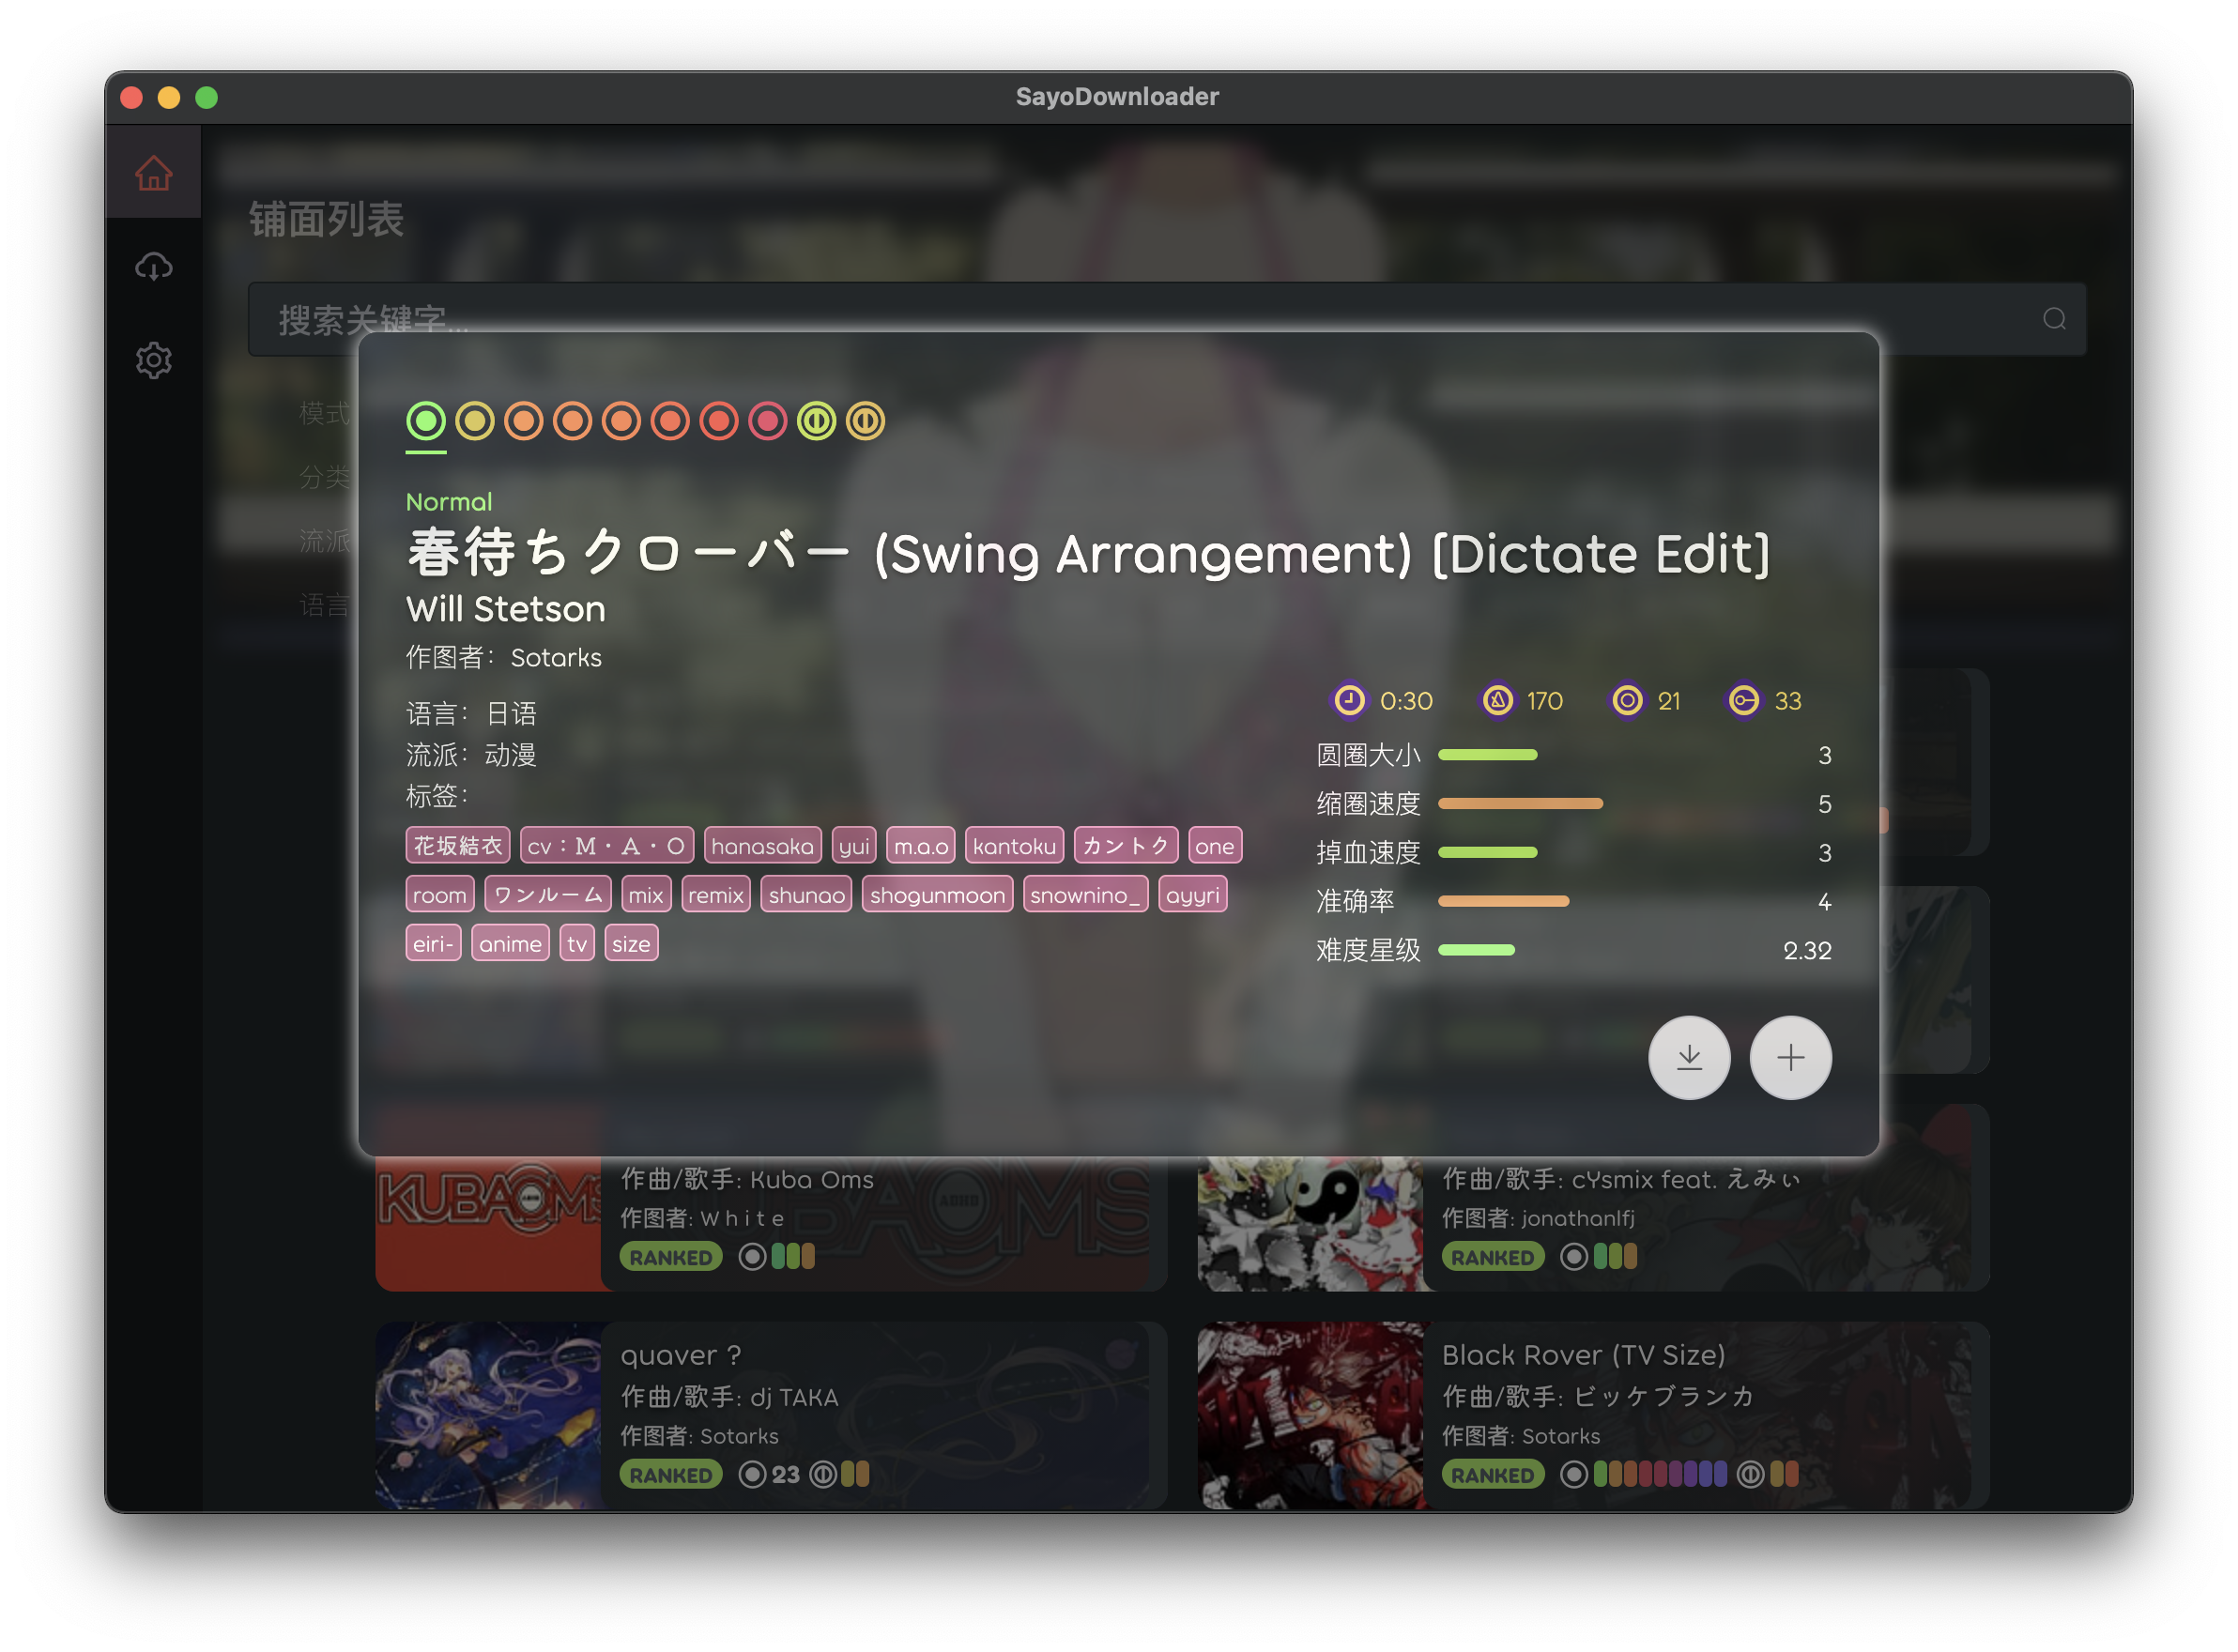 SayoDownloader
铺面列表
搜索关键字...
模式
分类
流派
语言
Normal
春待ちクローバー (Swing Arrangement) [Dictate Edit]
Will Stetson
作图者：Sotarks
语言：日语
流派：动漫
标签：
花坂結衣 cv：M・A・O hanasaka yui m.a.o kantoku カントク one
room ワンルーム mix remix shunao shogunmoon snownino_ ayyri
eiri- anime tv size
0:30 170 21 33
圆圈大小 3
缩圈速度 5
掉血速度 3
准确率 4
难度星级 2.32
KUBAOMS
作曲/歌手: Kuba Oms
作图者: W h i t e
RANKED
作曲/歌手: cYsmix feat. えみぃ
作图者: jonathanlfj
RANKED
quaver ?
作曲/歌手: dj TAKA
作图者: Sotarks
RANKED 23
Black Rover (TV Size)
作曲/歌手: ビッケブランカ
作图者: Sotarks
RANKED